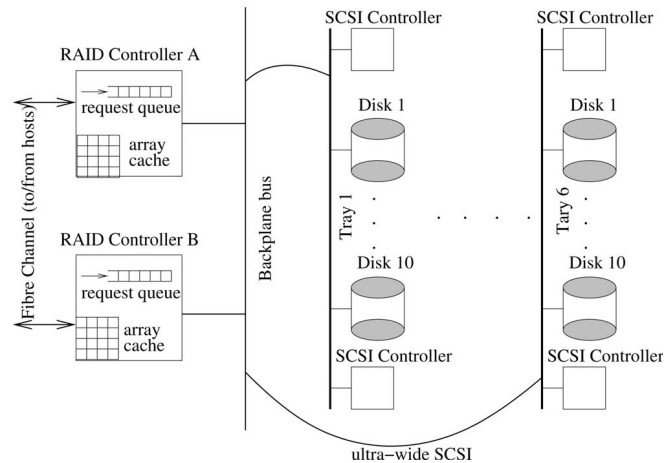 SCSI Controller
SCSI Controller
RAID Controller A
request queue
array
cache
Disk 1
Disk 1
Fibre Channel (to/from hosts)
Backplane bus
Tray 1
Tary 6
RAID Controller B
request queue
array
cache
Disk 10
Disk 10
SCSI Controller
SCSI Controller
ultra-wide SCSI